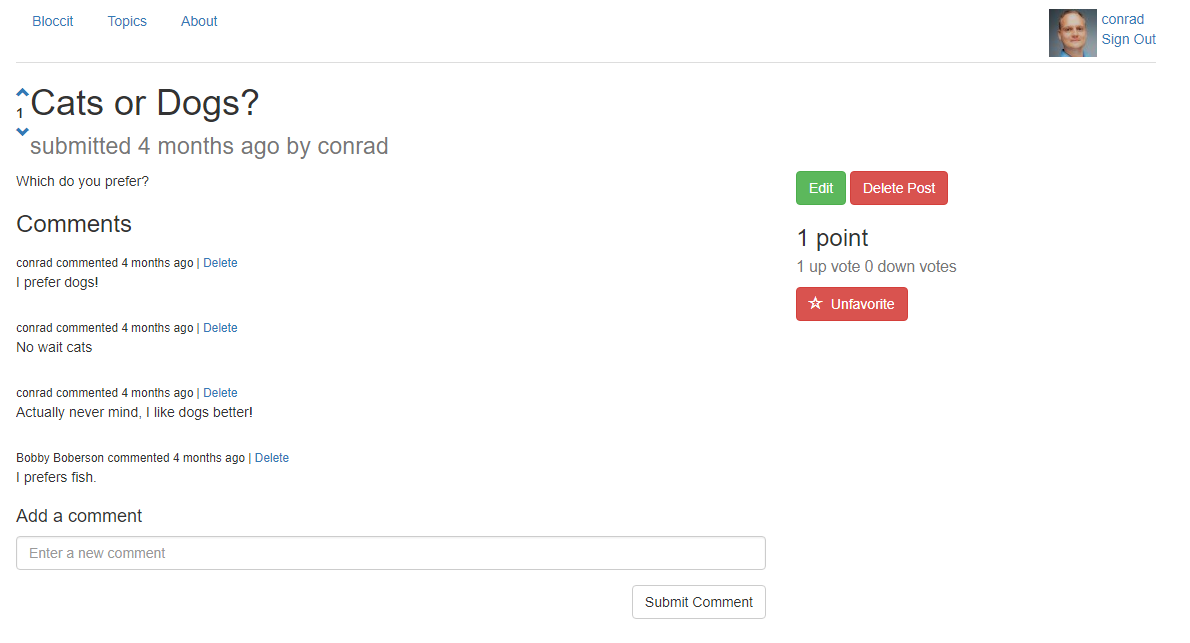 Bloccit Topics About
conrad
Sign Out
1
Cats or Dogs?
submitted 4 months ago by conrad
Which do you prefer?
Comments
conrad commented 4 months ago | Delete
I prefer dogs!
conrad commented 4 months ago | Delete
No wait cats
conrad commented 4 months ago | Delete
Actually never mind, I like dogs better!
Bobby Boberson commented 4 months ago | Delete
I prefers fish.
Add a comment
Enter a new comment
Submit Comment
Edit Delete Post
1 point
1 up vote 0 down votes
Unfavorite